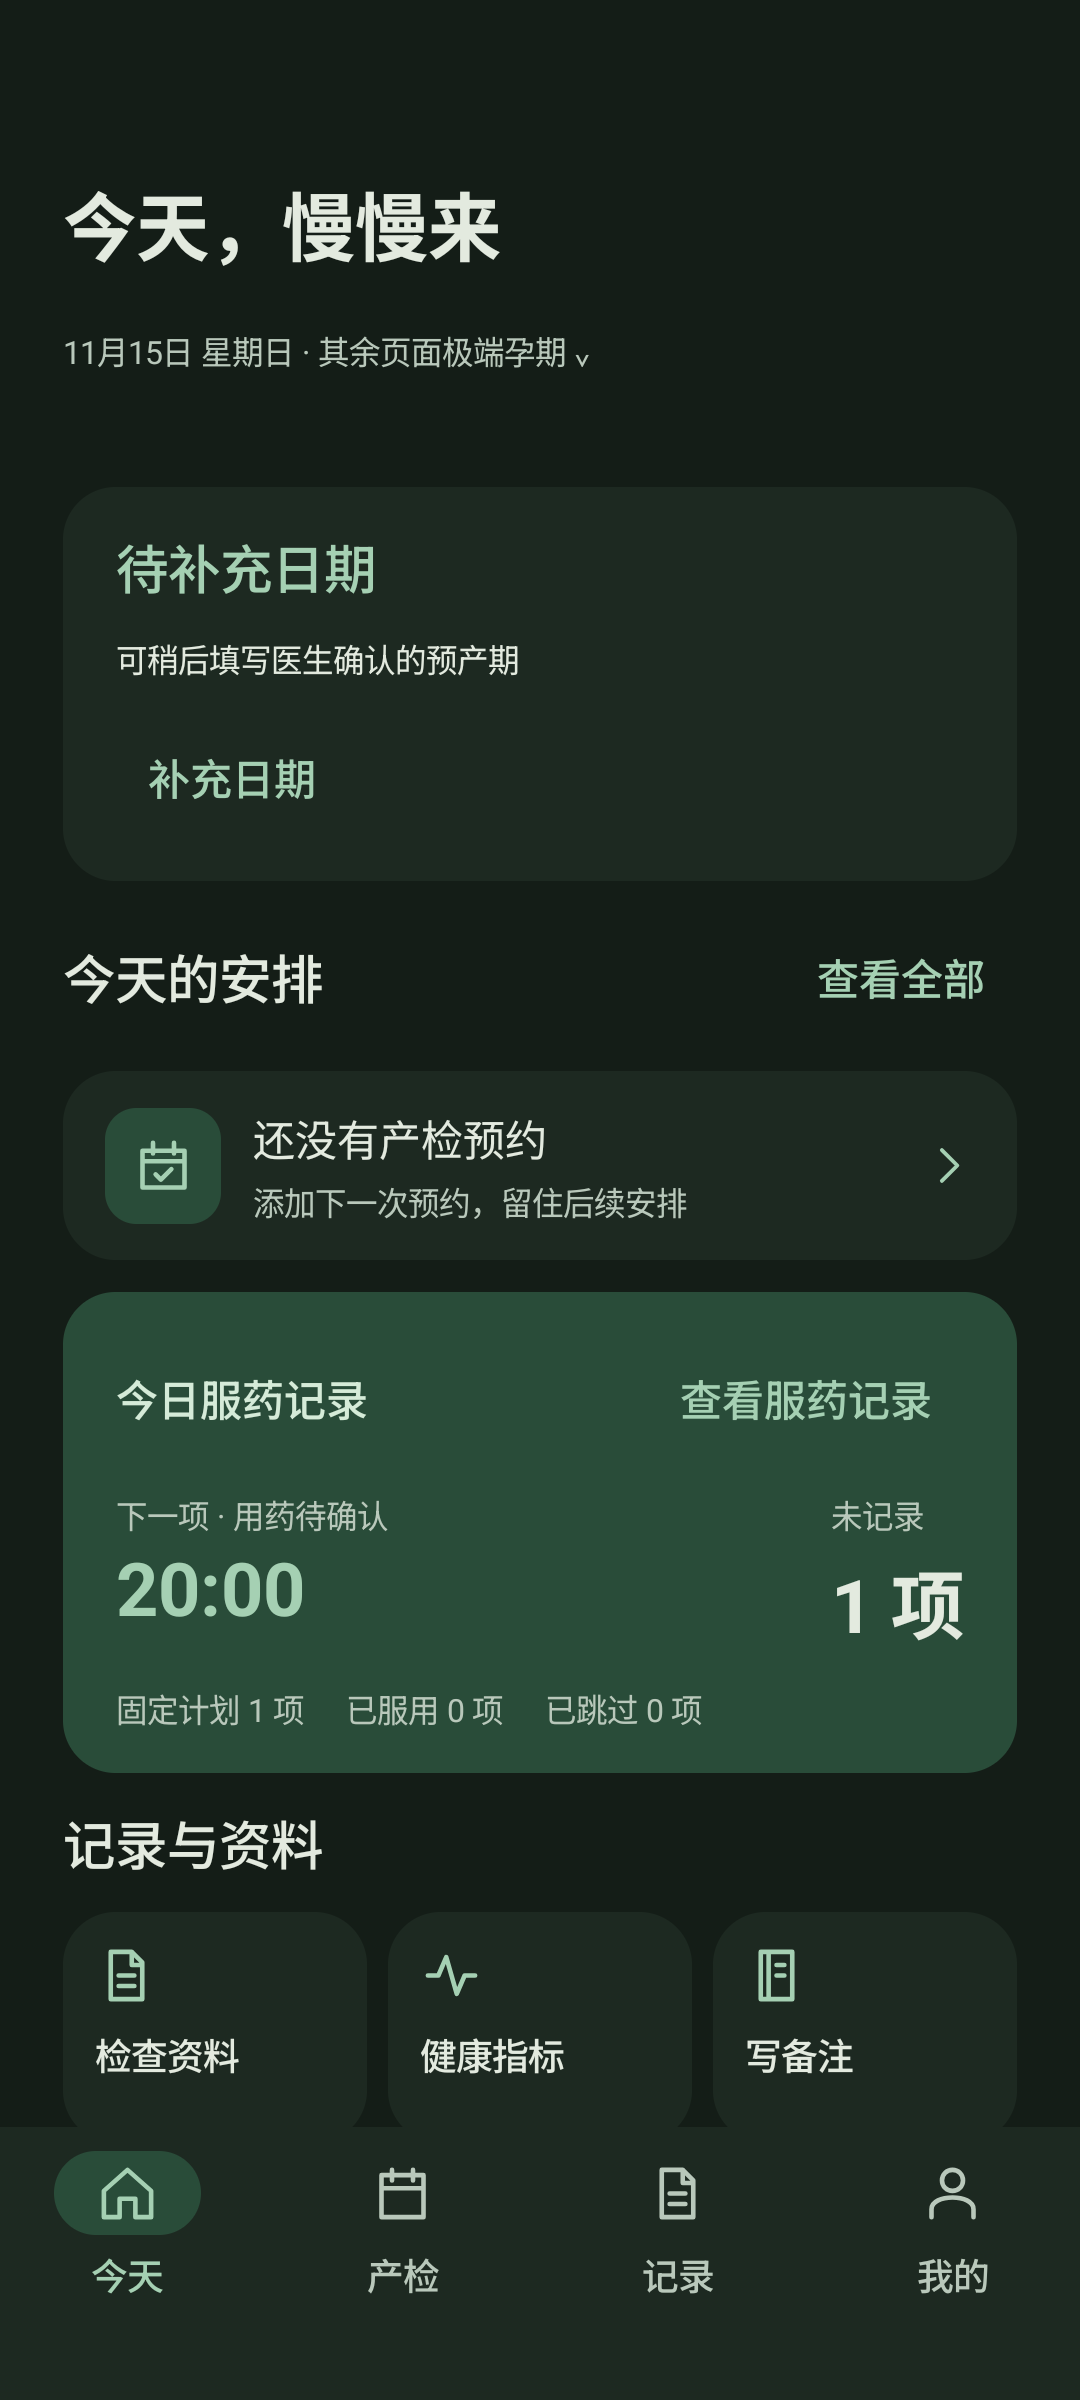 今天，慢慢来
11月15日 星期日 · 其余页面极端孕期
待补充日期
可稍后填写医生确认的预产期
补充日期
今天的安排 查看全部
还没有产检预约
添加下一次预约，留住后续安排
今日服药记录 查看服药记录
下一项 · 用药待确认 未记录
20:00 1 项
固定计划 1 项 已服用 0 项 已跳过 0 项
记录与资料
检查资料 健康指标 写备注
今天 产检 记录 我的